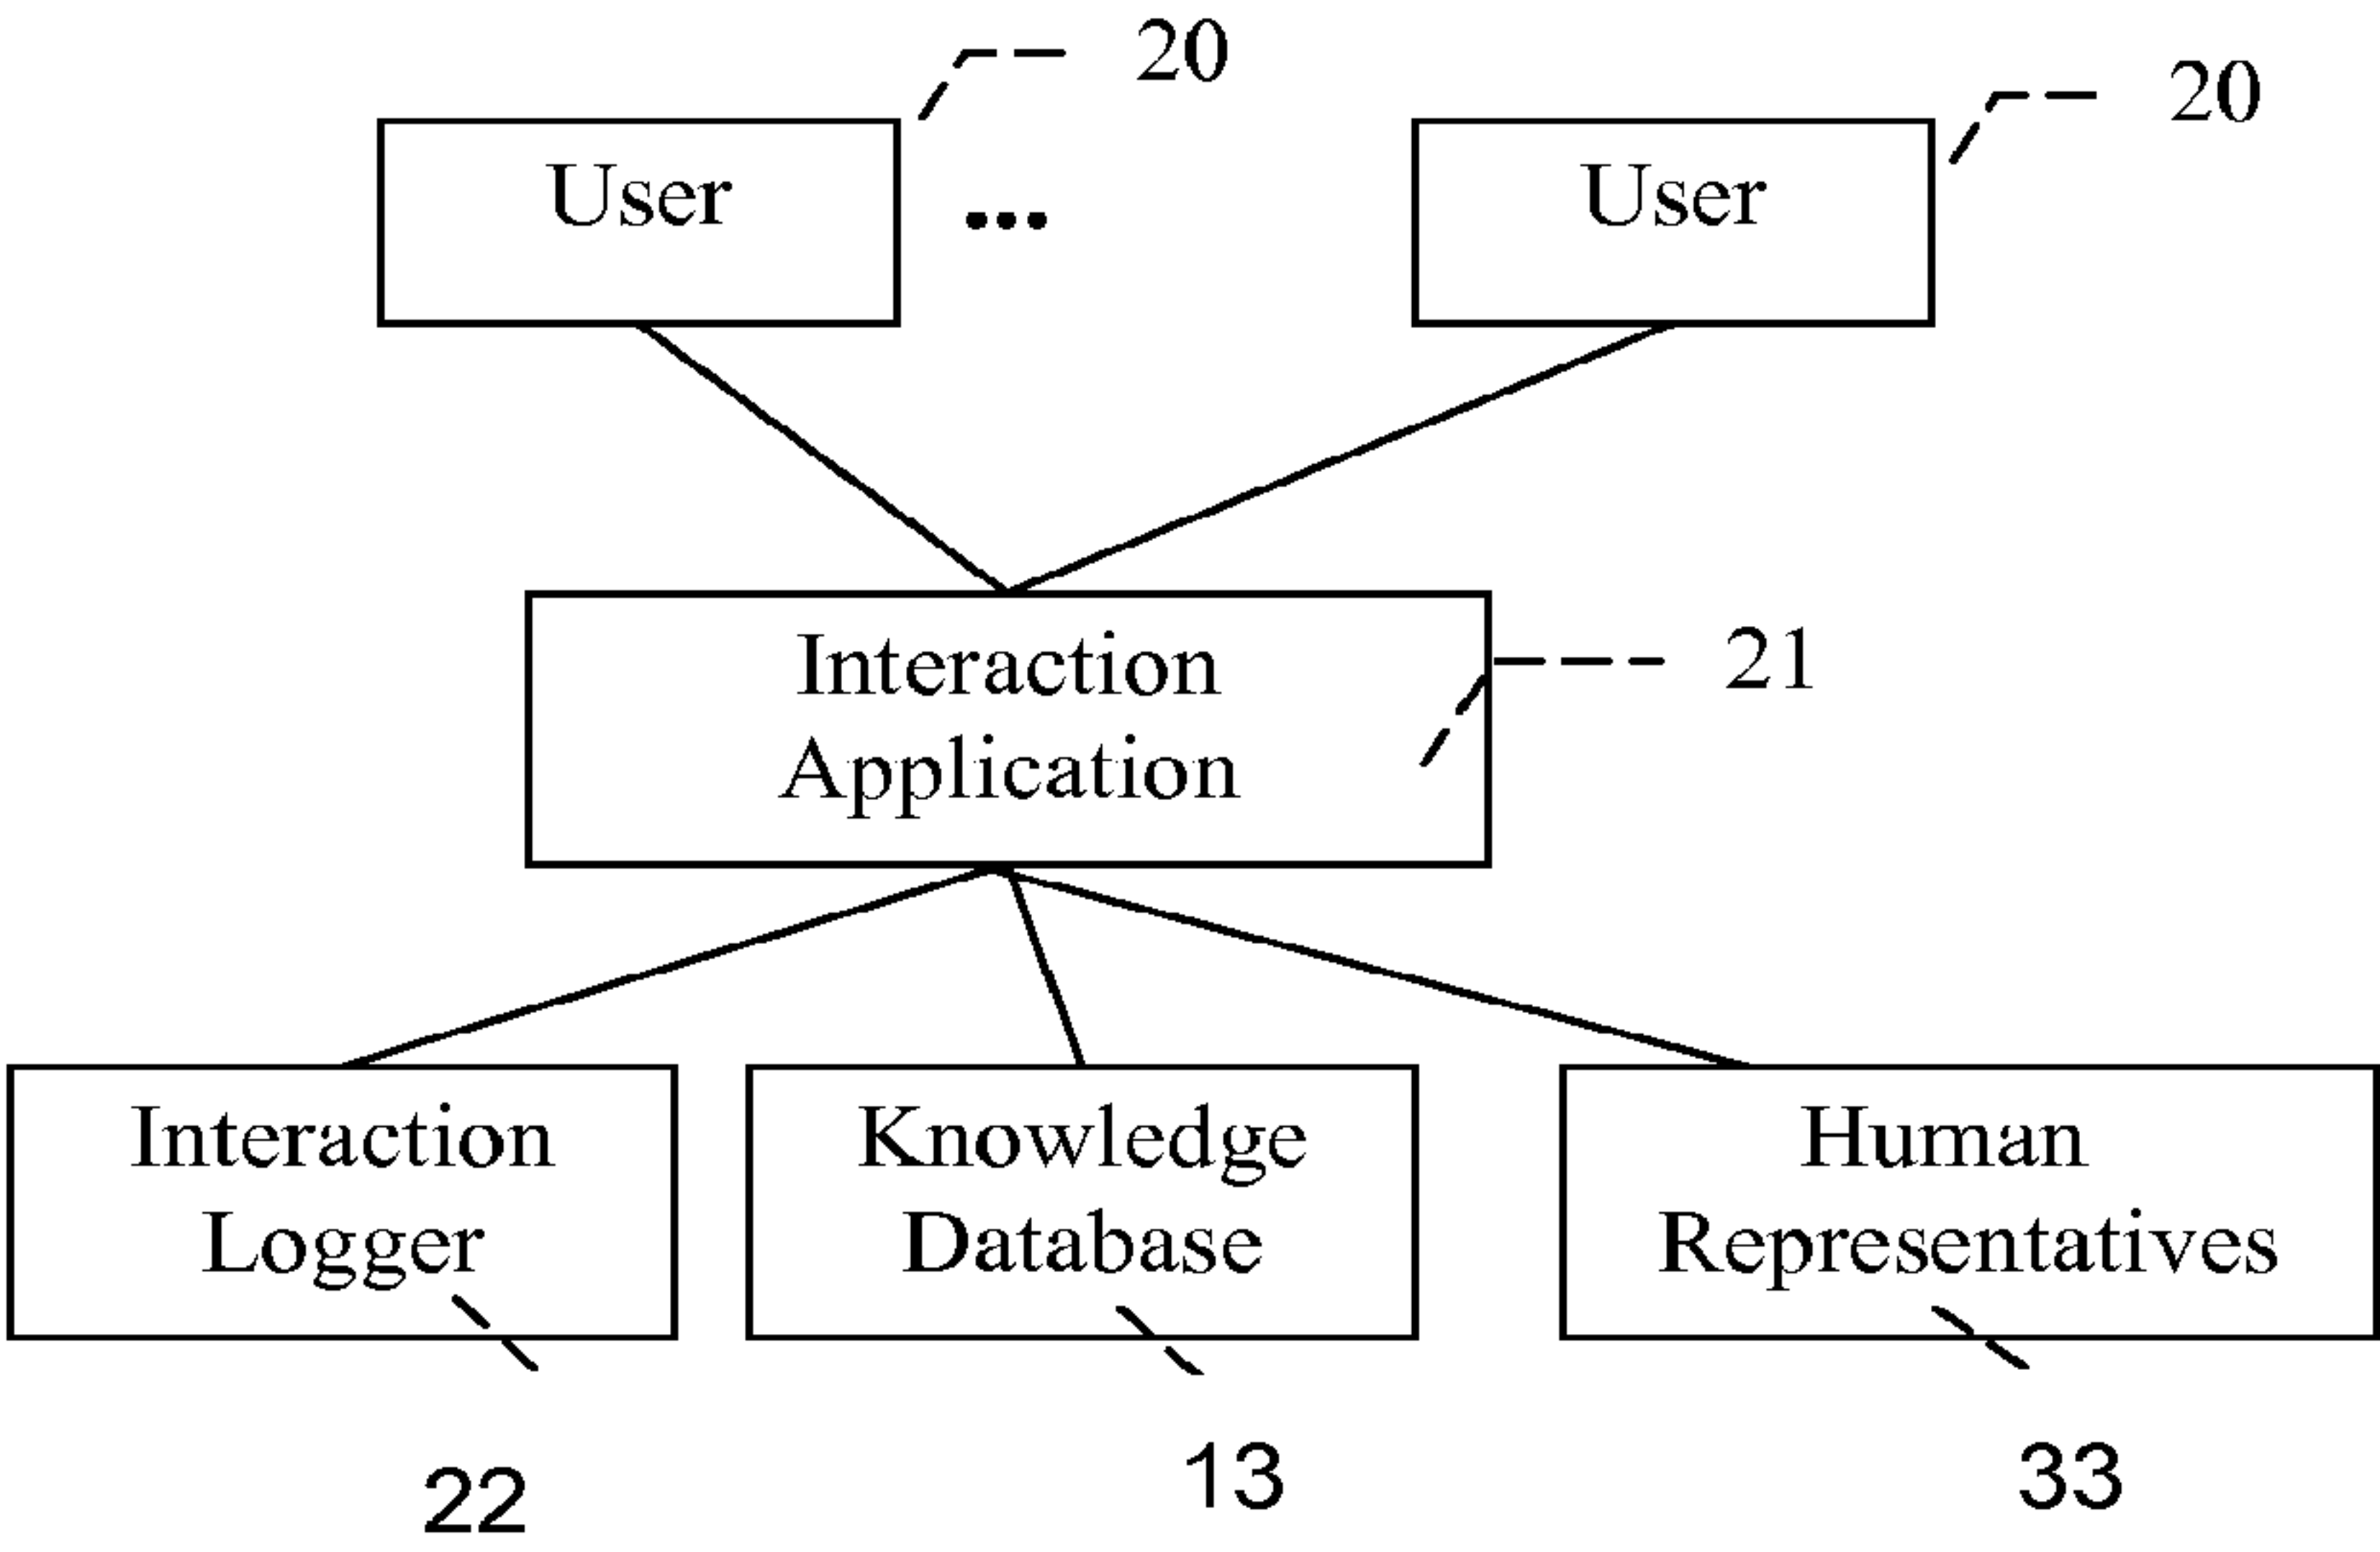 20
20
User
...
User
Interaction
Application
21
Interaction
Logger
Knowledge
Database
Human
Representatives
22
13
33